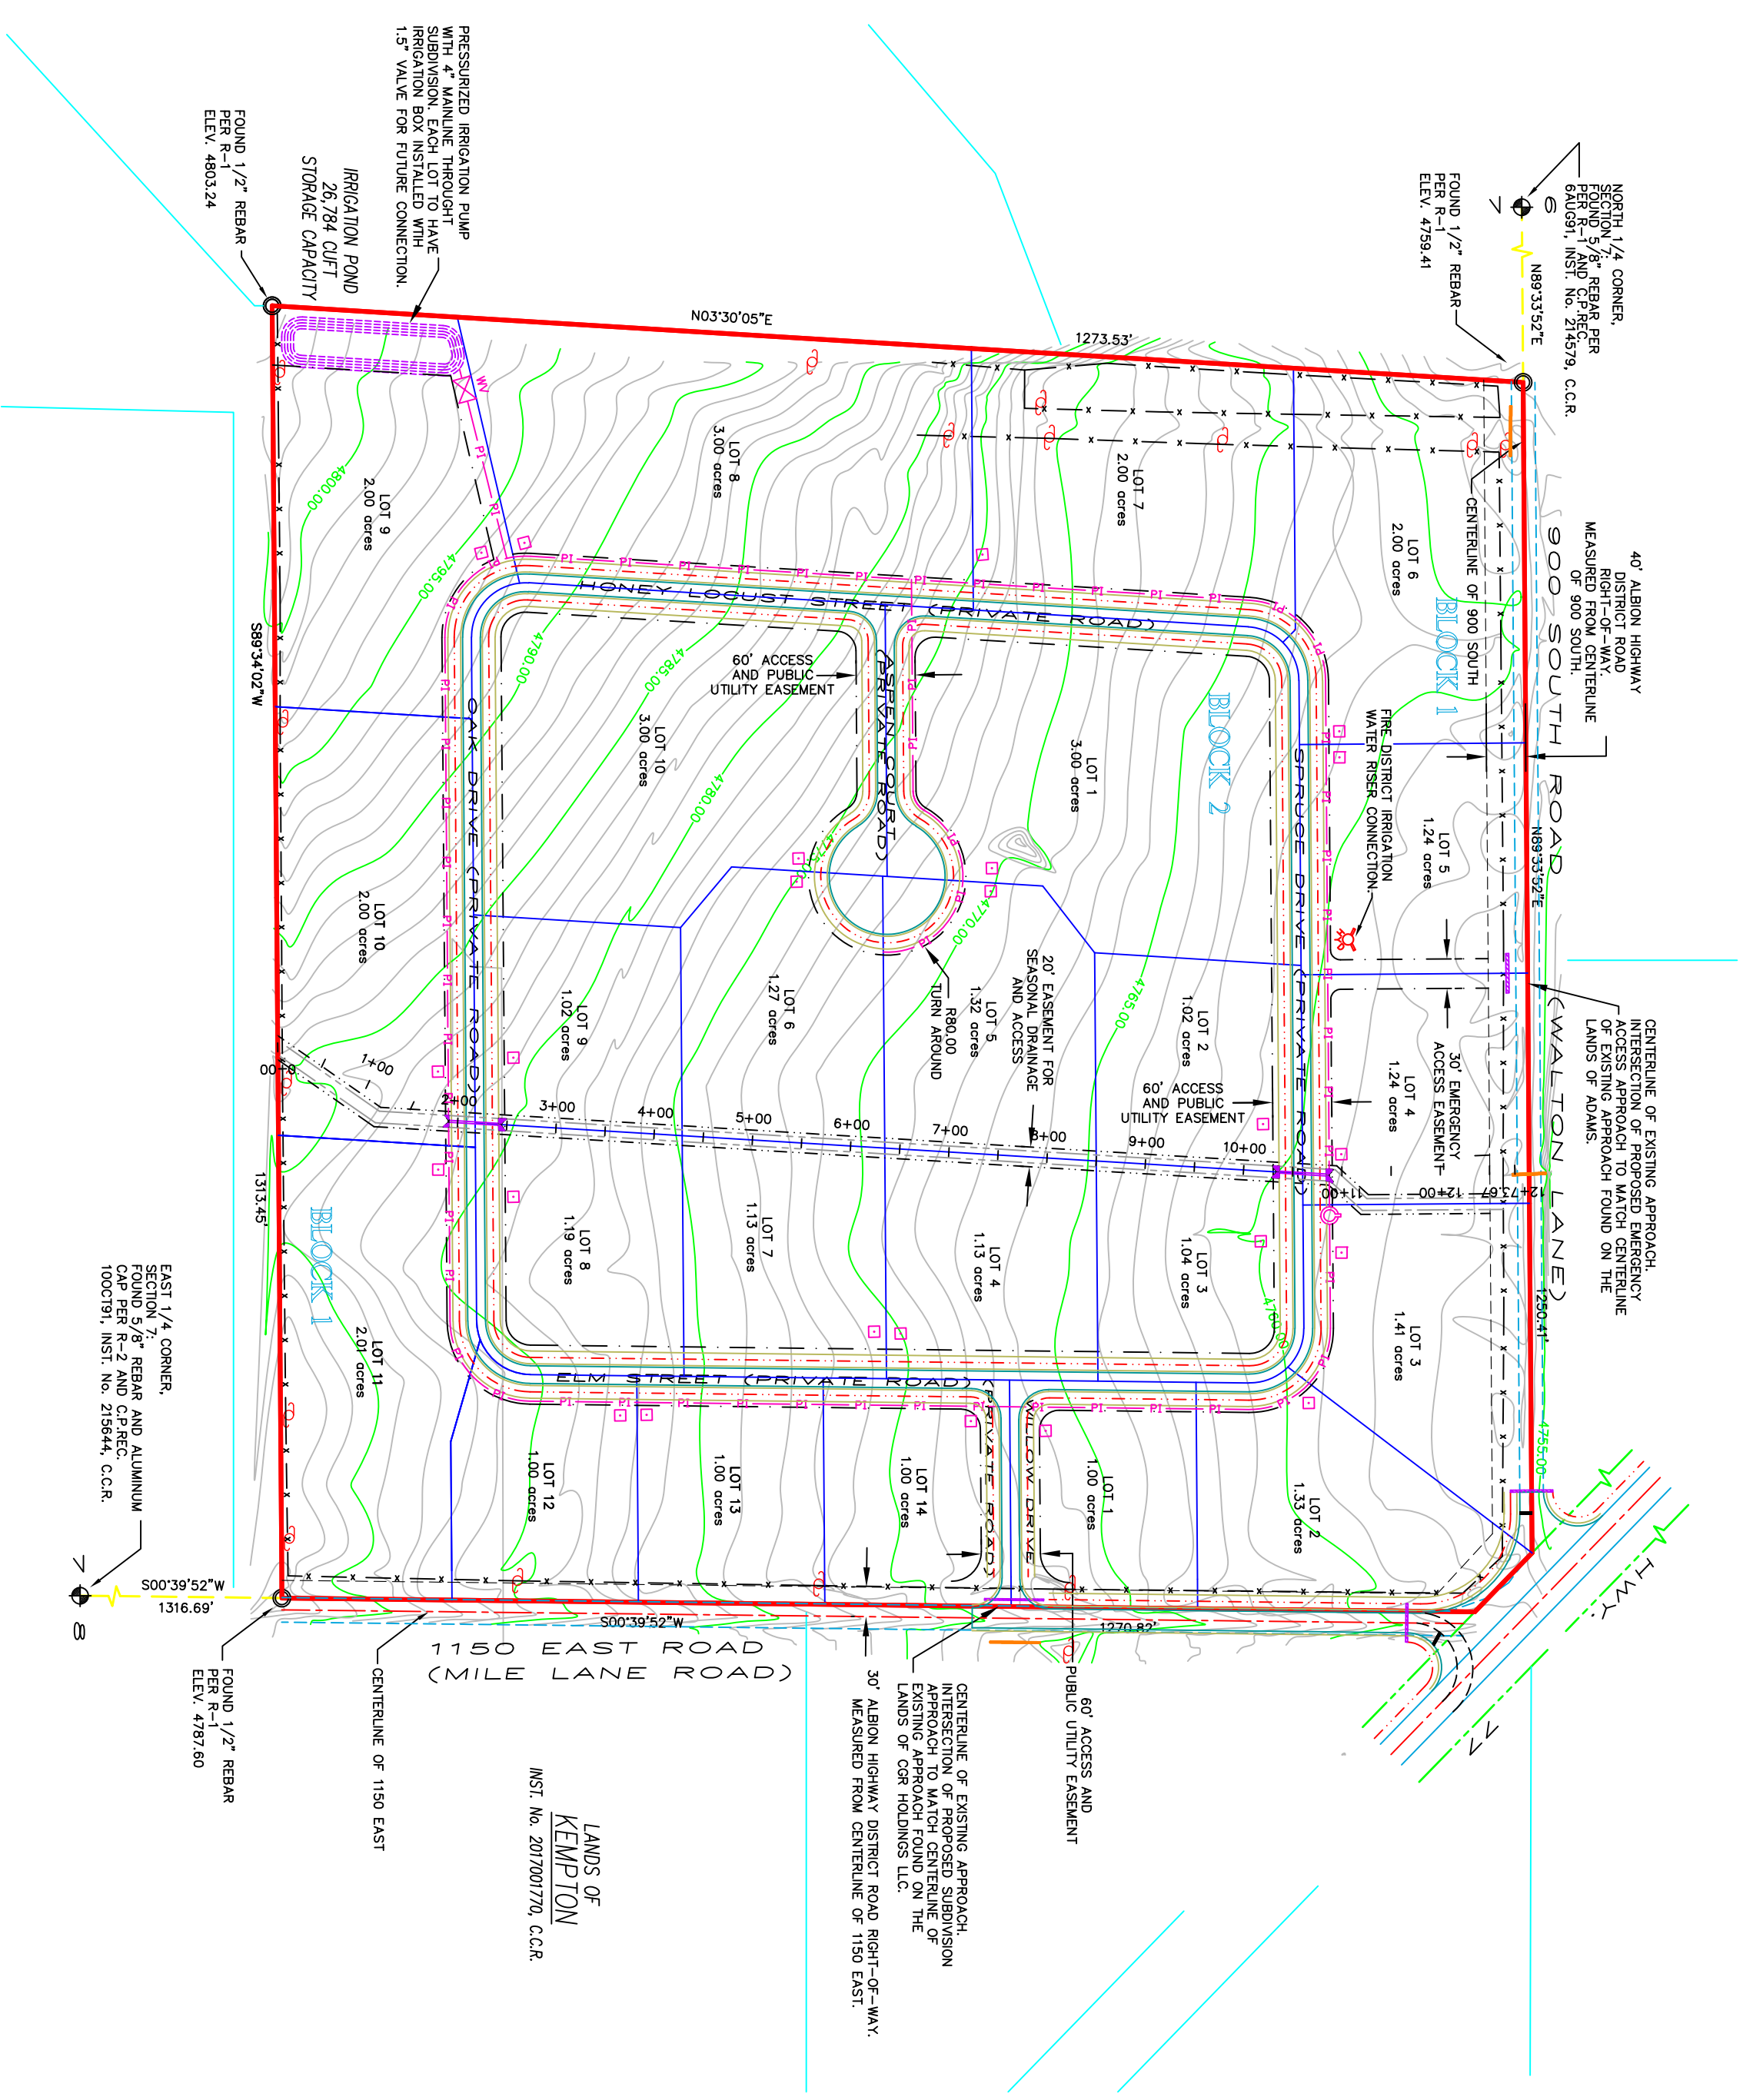 NORTH 1/4 CORNER,
SECTION 7:
FOUND 5/8" REBAR PER
PER R-1 AND C.P.REC.
6AUG91, INST. No. 214579, C.C.R.
6
7
N89°33'52"E
FOUND 1/2" REBAR
PER R-1
ELEV. 4759.41
40' ALBION HIGHWAY
DISTRICT ROAD
RIGHT-OF-WAY.
MEASURED FROM CENTERLINE
OF 900 SOUTH.
900 SOUTH ROAD
(WALTON LANE)
CENTERLINE OF 900 SOUTH
N89°33'52"E
1250.41'
CENTERLINE OF EXISTING APPROACH.
INTERSECTION OF PROPOSED EMERGENCY
ACCESS APPROACH TO MATCH CENTERLINE
OF EXISTING APPROACH FOUND ON THE
LANDS OF ADAMS.
HWY.
77
4755.00
BLOCK 1
LOT 6
2.00 acres
LOT 5
1.24 acres
30' EMERGENCY
ACCESS EASEMENT
LOT 4
1.24 acres
LOT 3
1.41 acres
LOT 2
1.33 acres
LOT 1
1.00 acres
FIRE DISTRICT IRRIGATION
WATER RISER CONNECTION
12+73.67
12+00
11+00
SPRUCE DRIVE (PRIVATE ROAD)
4760.00
BLOCK 2
60' ACCESS
AND PUBLIC
UTILITY EASEMENT
LOT 1
3.00 acres
LOT 2
1.02 acres
LOT 3
1.04 acres
4765.00
LOT 7
2.00 acres
N03°30'05"E
1273.53'
HONEY LOCUST STREET (PRIVATE ROAD)
ASPEN COURT
(PRIVATE ROAD)
60' ACCESS
AND PUBLIC
UTILITY EASEMENT
R80.00
TURN AROUND
20' EASEMENT FOR
SEASONAL DRAINAGE
AND ACCESS
4770.00
LOT 5
1.32 acres
LOT 4
1.13 acres
WILLOW DRIVE
(PRIVATE ROAD)
60' ACCESS AND
PUBLIC UTILITY EASEMENT
CENTERLINE OF EXISTING APPROACH.
INTERSECTION OF PROPOSED SUBDIVISION
APPROACH TO MATCH CENTERLINE OF
EXISTING APPROACH FOUND ON THE
LANDS OF CGR HOLDINGS LLC.
30' ALBION HIGHWAY DISTRICT ROAD RIGHT-OF-WAY.
MEASURED FROM CENTERLINE OF 1150 EAST.
LOT 14
1.00 acres
4775.00
LOT 8
3.00 acres
LOT 10
3.00 acres
4780.00
4785.00
4790.00
LOT 6
1.27 acres
LOT 7
1.13 acres
LOT 9
1.02 acres
LOT 8
1.19 acres
ELM STREET (PRIVATE ROAD)
LOT 13
1.00 acres
LOT 12
1.00 acres
10+00
9+00
8+00
7+00
6+00
5+00
4+00
3+00
2+00
1+00
0+00
OAK DRIVE (PRIVATE ROAD)
PI
WV
PRESSURIZED IRRIGATION PUMP
WITH 4" MAINLINE THROUGHT
SUBDIVISION. EACH LOT TO HAVE
IRRIGATION BOX INSTALLED WITH
1.5" VALVE FOR FUTURE CONNECTION.
IRRIGATION POND
26,784 CUFT
STORAGE CAPACITY
FOUND 1/2" REBAR
PER R-1
ELEV. 4803.24
4800.00
4795.00
LOT 9
2.00 acres
LOT 10
2.00 acres
LOT 11
2.01 acres
BLOCK 1
S89°34'02"W
1313.45'
S00°39'52"W
1270.82'
1150 EAST ROAD
(MILE LANE ROAD)
CENTERLINE OF 1150 EAST
LANDS OF
KEMPTON
INST. No. 2017001770, C.C.R.
EAST 1/4 CORNER,
SECTION 7:
FOUND 5/8" REBAR AND ALUMINUM
CAP PER R-2 AND C.P.REC.
10OCT91, INST. No. 215644, C.C.R.
S00°39'52"W
1316.69'
7
8
FOUND 1/2" REBAR
PER R-1
ELEV. 4787.60